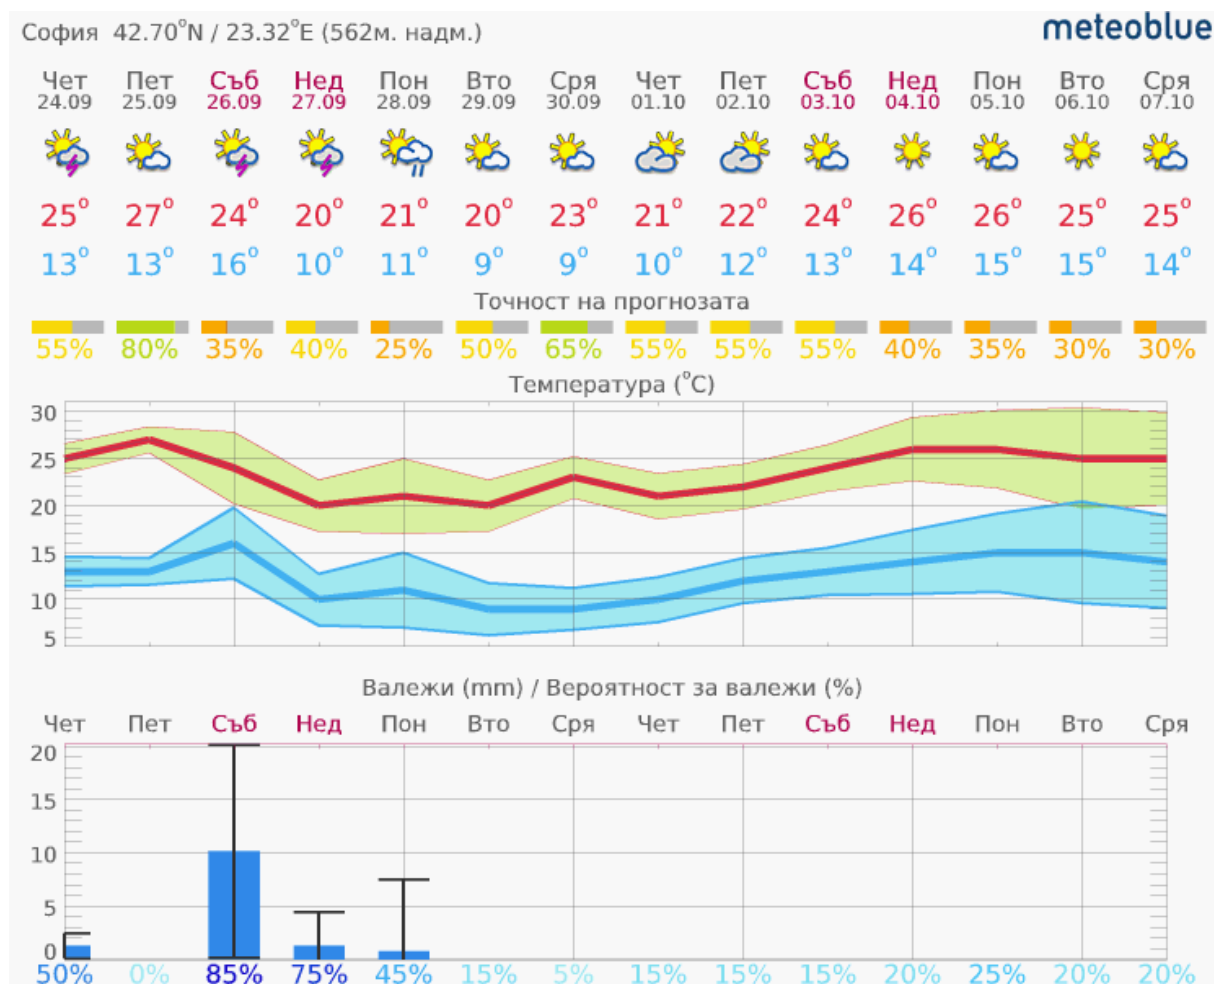 София 42.70°N / 23.32°E (562м. надм.)
meteoblue
Чет Пет Съб Нед Пон Вто Сря Чет Пет Съб Нед Пон Вто Сря
24.09 25.09 26.09 27.09 28.09 29.09 30.09 01.10 02.10 03.10 04.10 05.10 06.10 07.10
25° 27° 24° 20° 21° 20° 23° 21° 22° 24° 26° 26° 25° 25°
13° 13° 16° 10° 11° 9° 9° 10° 12° 13° 14° 15° 15° 14°
Точност на прогнозата
55% 80% 35% 40% 25% 50% 65% 55% 55% 55% 40% 35% 30% 30%
Температура (°C)
30
25
20
15
10
5
Валежи (mm) / Вероятност за валежи (%)
Чет Пет Съб Нед Пон Вто Сря Чет Пет Съб Нед Пон Вто Сря
20
15
10
5
0
50% 0% 85% 75% 45% 15% 5% 15% 15% 15% 20% 25% 20% 20%